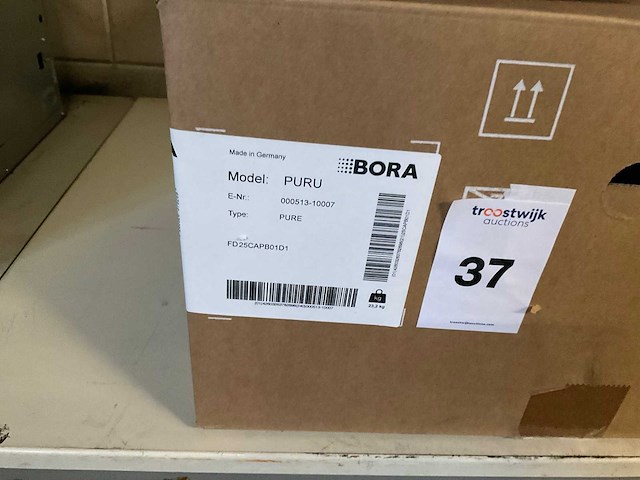 Made in Germany
BORA
Model: PURU
E-Nr.: 000513-10007
Type: PURE
FD25CAPB01D1
kg
23,2 kg
troostwijk
auctions
37